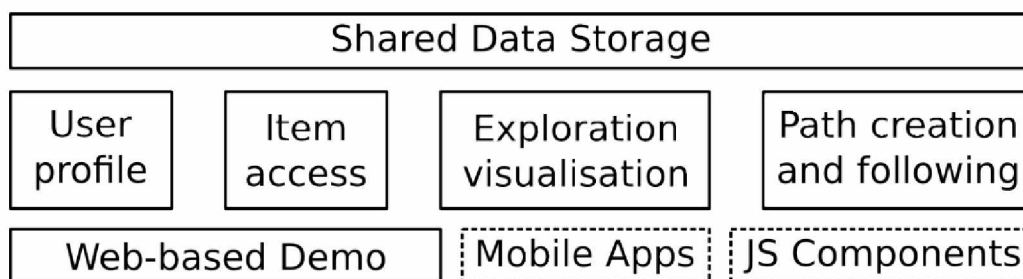 Shared Data Storage
User
profile
Item
access
Exploration
visualisation
Path creation
and following
Web-based Demo
Mobile Apps
JS Components